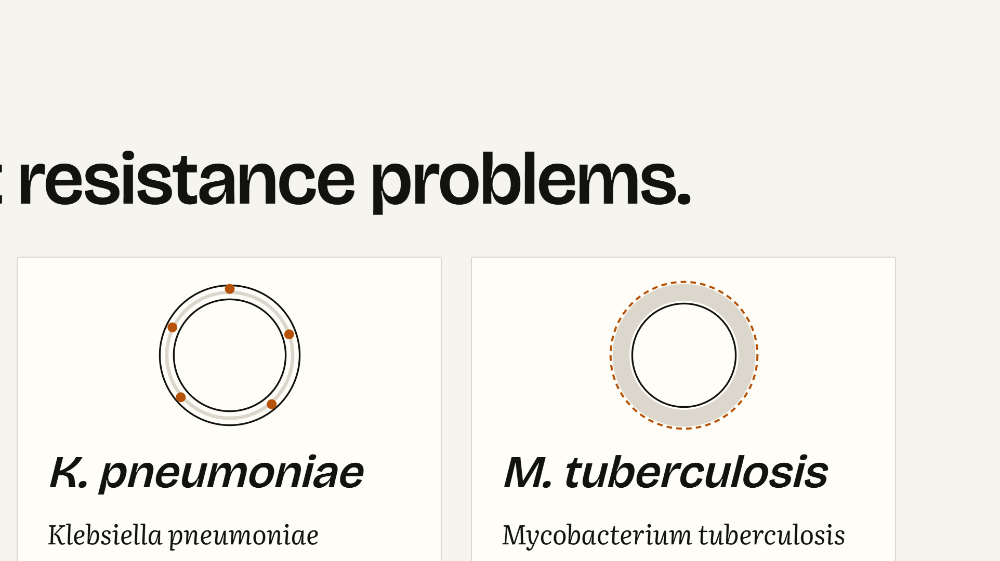 resistance problems.
K. pneumoniae
M. tuberculosis
Klebsiella pneumoniae
Mycobacterium tuberculosis